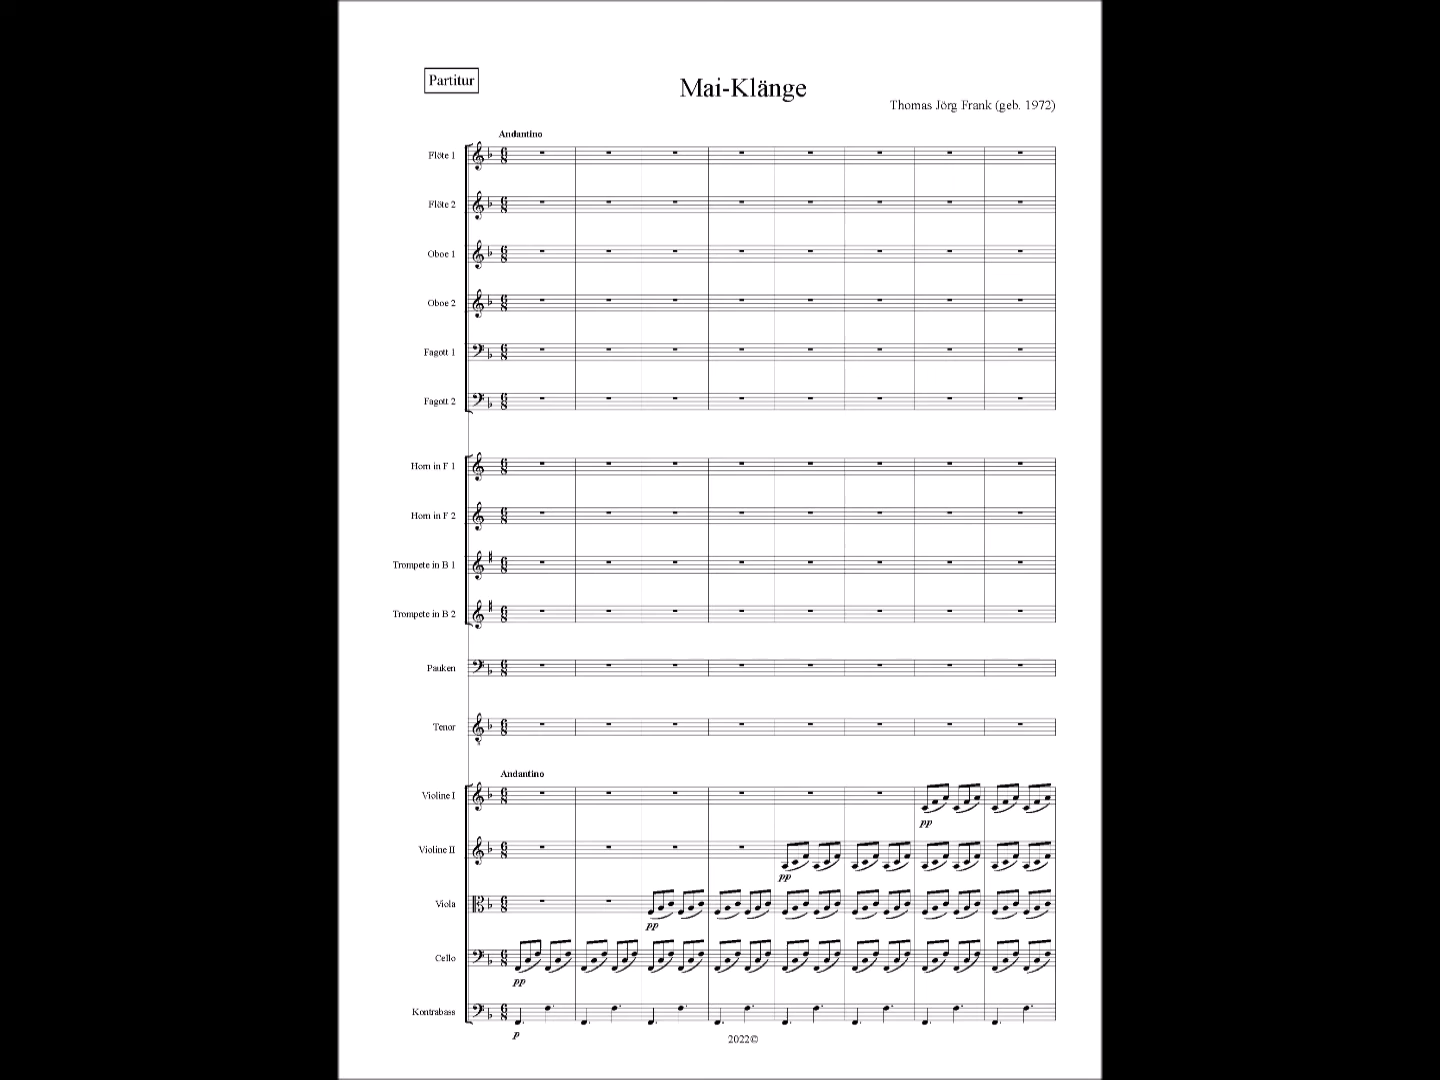 Partitur
Mai-Klänge
Thomas Jörg Frank (geb. 1972)
Andantino
Flöte 1
Flöte 2
Oboe 1
Oboe 2
Fagott 1
Fagott 2
Horn in F 1
Horn in F 2
Trompete in B 1
Trompete in B 2
Pauken
Tenor
Andantino
Violine I
pp
Violine II
pp
Viola
pp
Cello
pp
Kontrabass
p
2022©